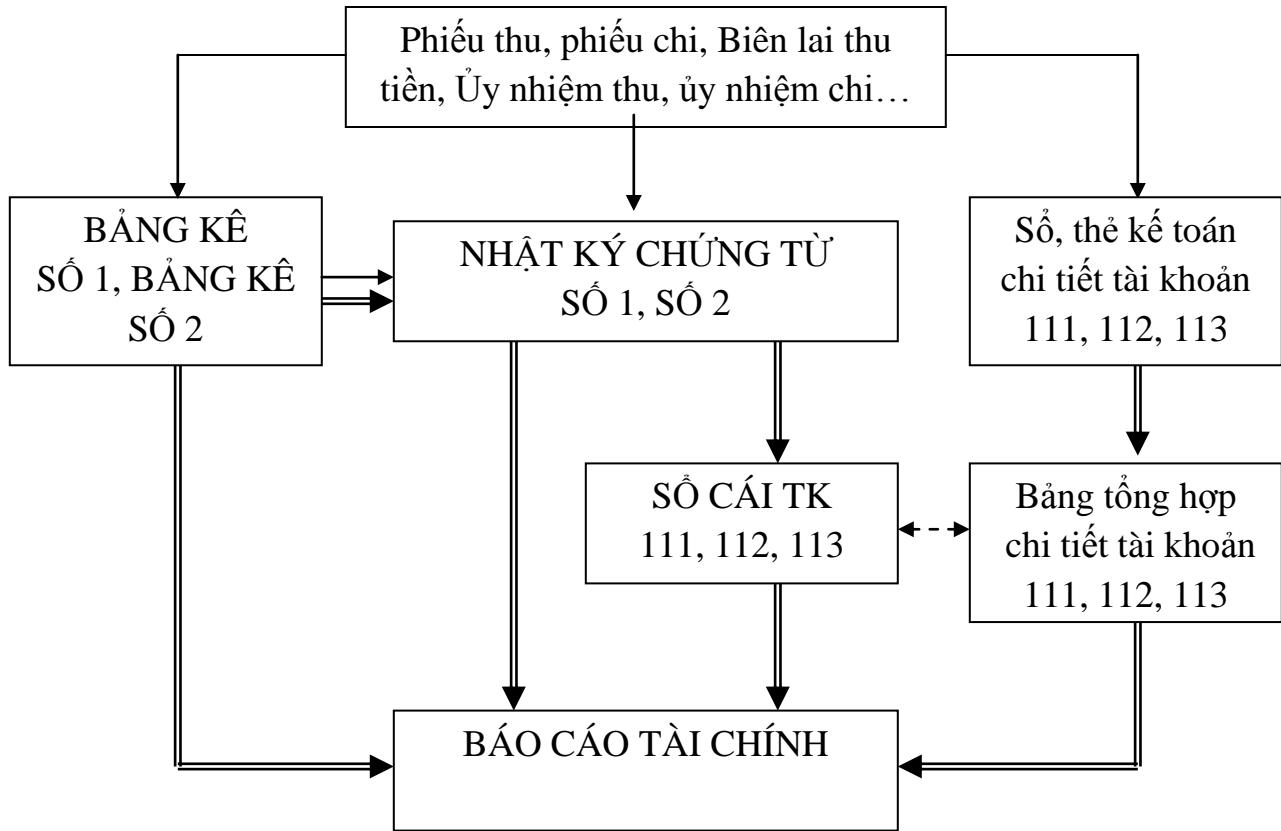 Phiếu thu, phiếu chi, Biên lai thu
tiền, Ủy nhiệm thu, ủy nhiệm chi…
BẢNG KÊ
SỐ 1, BẢNG KÊ
SỐ 2
NHẬT KÝ CHỨNG TỪ
SỐ 1, SỐ 2
Sổ, thẻ kế toán
chi tiết tài khoản
111, 112, 113
SỔ CÁI TK
111, 112, 113
Bảng tổng hợp
chi tiết tài khoản
111, 112, 113
BÁO CÁO TÀI CHÍNH